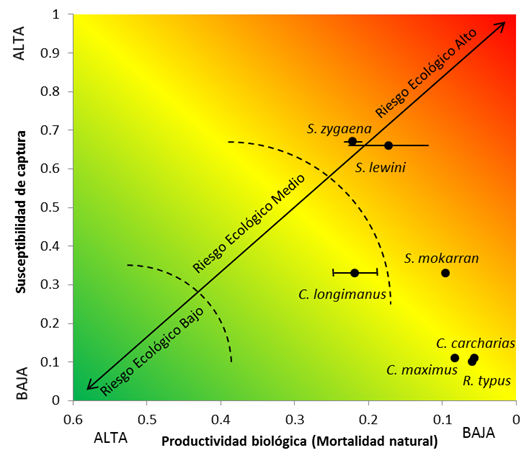 ALTA
1
0.9
0.8
0.7
0.6
0.5
0.4
0.3
0.2
0.1
0
BAJA
Susceptibilidad de captura
Riesgo Ecológico Alto
S. zygaena
S. lewini
Riesgo Ecológico Medio
S. mokarran
C. longimanus
Riesgo Ecológico Bajo
C. carcharias
C. maximus
R. typus
0.6 0.5 0.4 0.3 0.2 0.1 0
ALTA Productividad biológica (Mortalidad natural) BAJA